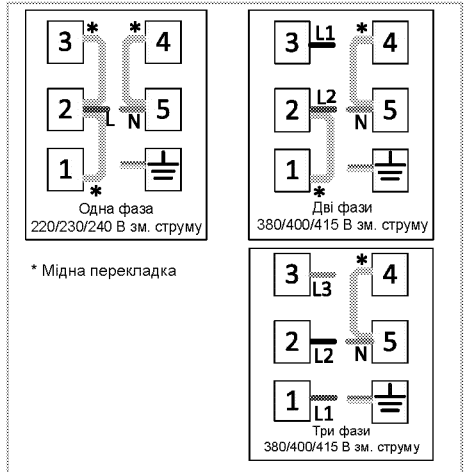 3 * * 4
2 L N 5
1 *
Одна фаза
220/230/240 В зм. струму
3 L1 * 4
2 L2 N 5
1 *
Дві фази
380/400/415 В зм. струму
* Мідна перекладка
3 L3 * 4
2 L2 N 5
1 L1
Три фази
380/400/415 В зм. струму